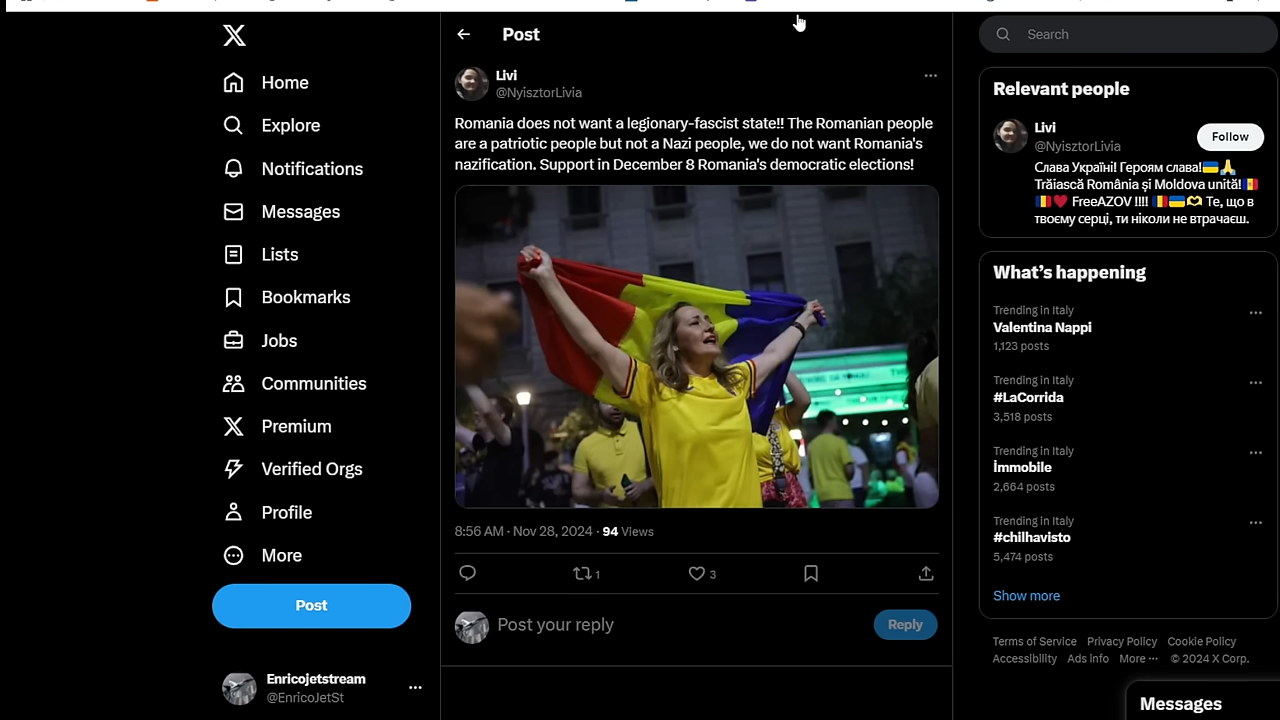 Home
Explore
Notifications
Messages
Lists
Bookmarks
Jobs
Communities
Premium
Verified Orgs
Profile
More
Post
Enricojetstream
@EnricoJetSt
Post
Livi
@NyisztorLivia
Romania does not want a legionary-fascist state!! The Romanian people
are a patriotic people but not a Nazi people, we do not want Romania's
nazification. Support in December 8 Romania's democratic elections!
8:56 AM · Nov 28, 2024 · 94 Views
1
3
Post your reply
Reply
Search
Relevant people
Livi
@NyisztorLivia
Follow
Слава Україні! Героям слава!🇺🇦🙏
Trăiască România și Moldova unită!🇲🇩
🇷🇴❤️ FreeAZOV !!!! 🇷🇴🇺🇦🫶 Те, що в
твоєму серці, ти ніколи не втрачаєш.
What's happening
Trending in Italy
Valentina Nappi
1,123 posts
Trending in Italy
#LaCorrida
3,518 posts
Trending in Italy
İmmobile
2,664 posts
Trending in Italy
#chilhavisto
5,474 posts
Show more
Terms of Service Privacy Policy Cookie Policy
Accessibility Ads info More ··· © 2024 X Corp.
Messages